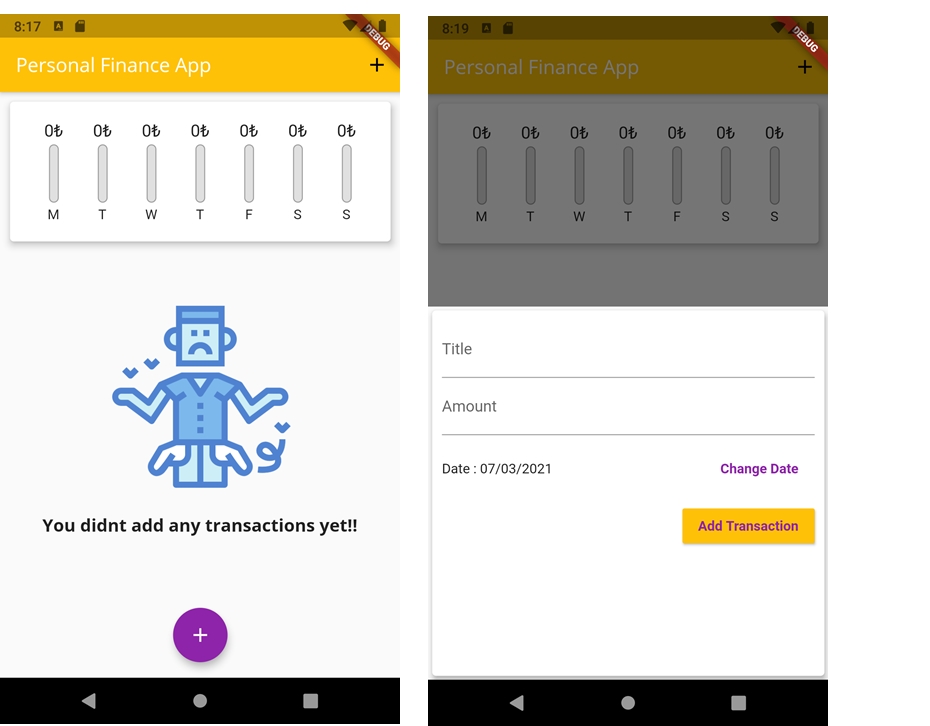 8:17
DEBUG
Personal Finance App +
0₺ 0₺ 0₺ 0₺ 0₺ 0₺ 0₺
M T W T F S S
You didnt add any transactions yet!!
+
8:19
DEBUG
Personal Finance App +
0₺ 0₺ 0₺ 0₺ 0₺ 0₺ 0₺
M T W T F S S
Title
Amount
Date : 07/03/2021 Change Date
Add Transaction